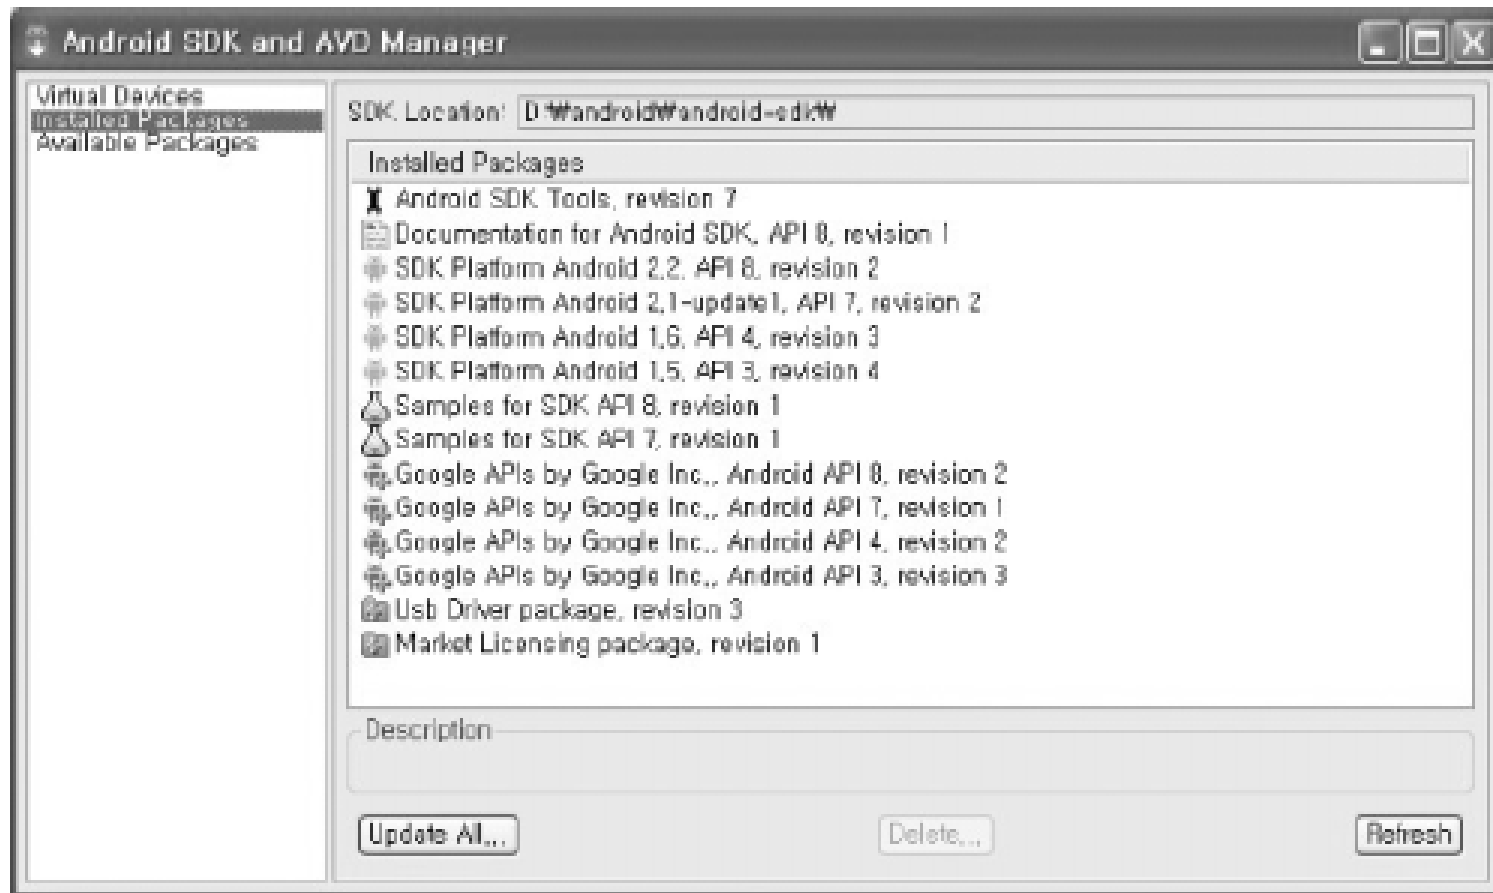 Android SDK and AVD Manager
Virtual Devices
Installed Packages
Available Packages
SDK Location: D:₩android₩android-sdk₩
Installed Packages
Android SDK Tools, revision 7
Documentation for Android SDK, API 8, revision 1
SDK Platform Android 2.2, API 8, revision 2
SDK Platform Android 2.1-update1, API 7, revision 2
SDK Platform Android 1.6, API 4, revision 3
SDK Platform Android 1.5, API 3, revision 4
Samples for SDK API 8, revision 1
Samples for SDK API 7, revision 1
Google APIs by Google Inc., Android API 8, revision 2
Google APIs by Google Inc., Android API 7, revision 1
Google APIs by Google Inc., Android API 4, revision 2
Google APIs by Google Inc., Android API 3, revision 3
Usb Driver package, revision 3
Market Licensing package, revision 1
Description
Update All...
Delete...
Refresh